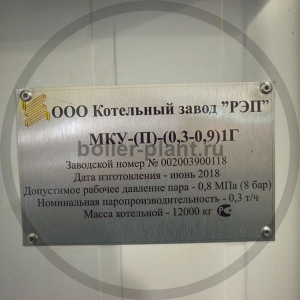 ООО Котельный завод "РЭП"
МКУ-(П)-(0,3-0,9)1Г
boiler-plant.ru
Заводской номер № 002003900118
Дата изготовления - июнь 2018
Допустимое рабочее давление пара - 0,8 МПа (8 бар)
Номинальная паропроизводительность - 0,3 т/ч
Масса котельной - 12000 кг